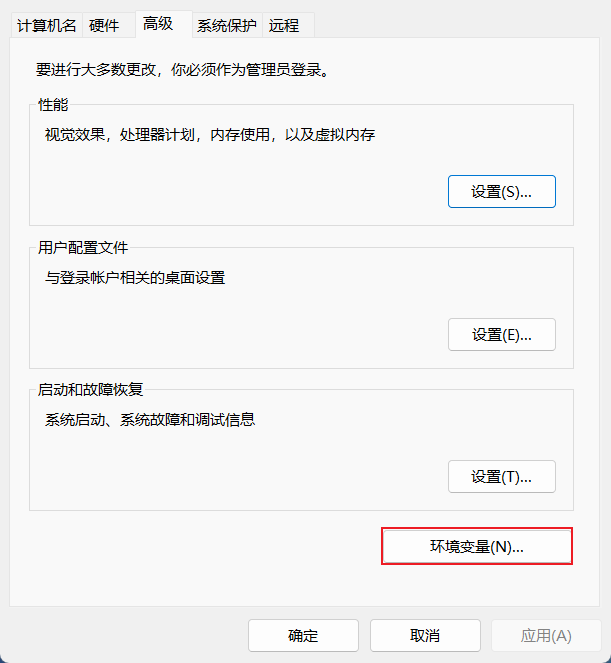 计算机名 硬件 高级 系统保护 远程
要进行大多数更改，你必须作为管理员登录。
性能
视觉效果，处理器计划，内存使用，以及虚拟内存
设置(S)...
用户配置文件
与登录帐户相关的桌面设置
设置(E)...
启动和故障恢复
系统启动、系统故障和调试信息
设置(T)...
环境变量(N)...
确定 取消 应用(A)